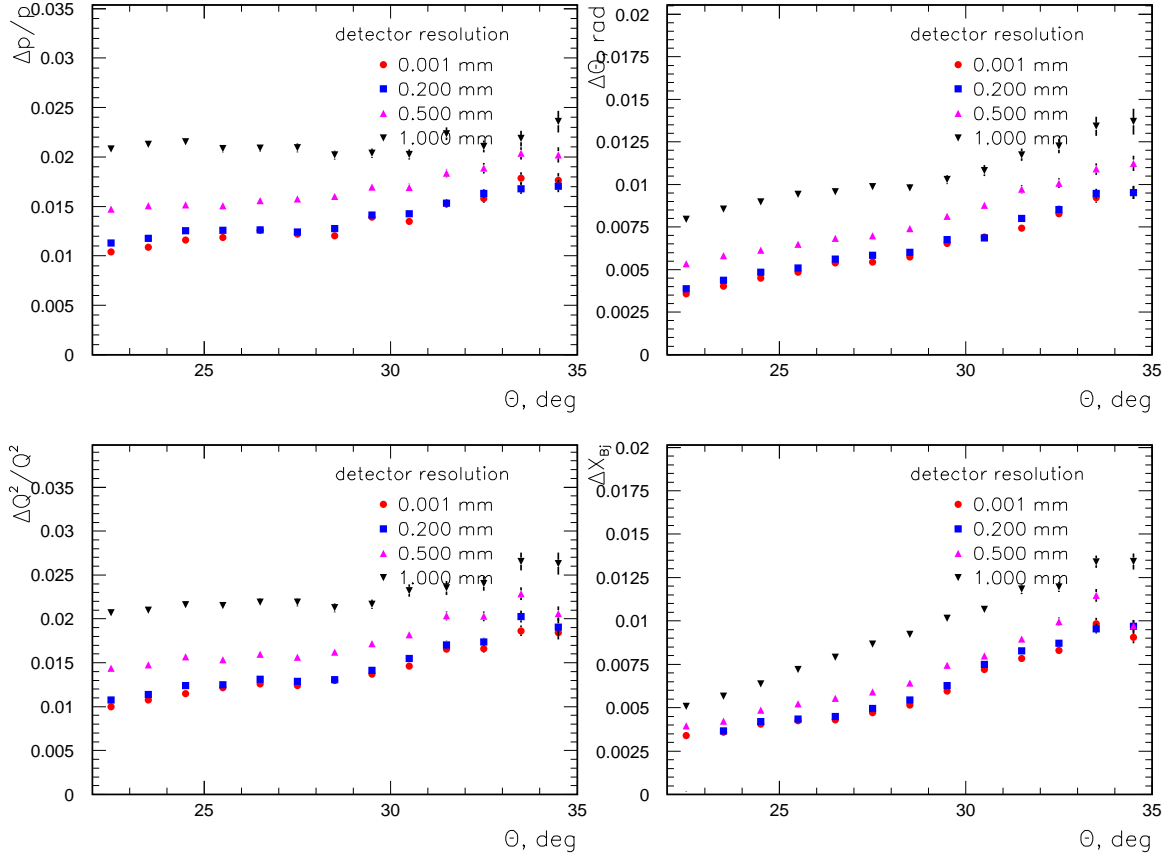 Δp/p
0.035
0.03
0.025
0.02
0.015
0.01
0.005
0
detector resolution
0.001 mm
0.200 mm
0.500 mm
1.000 mm
25
30
35
Θ, deg
ΔΘ, rad
0.02
0.0175
0.015
0.0125
0.01
0.0075
0.005
0.0025
0
detector resolution
0.001 mm
0.200 mm
0.500 mm
1.000 mm
25
30
35
Θ, deg
ΔQ²/Q²
0.035
0.03
0.025
0.02
0.015
0.01
0.005
0
detector resolution
0.001 mm
0.200 mm
0.500 mm
1.000 mm
25
30
35
Θ, deg
ΔX_Bj
0.02
0.0175
0.015
0.0125
0.01
0.0075
0.005
0.0025
0
detector resolution
0.001 mm
0.200 mm
0.500 mm
1.000 mm
25
30
35
Θ, deg